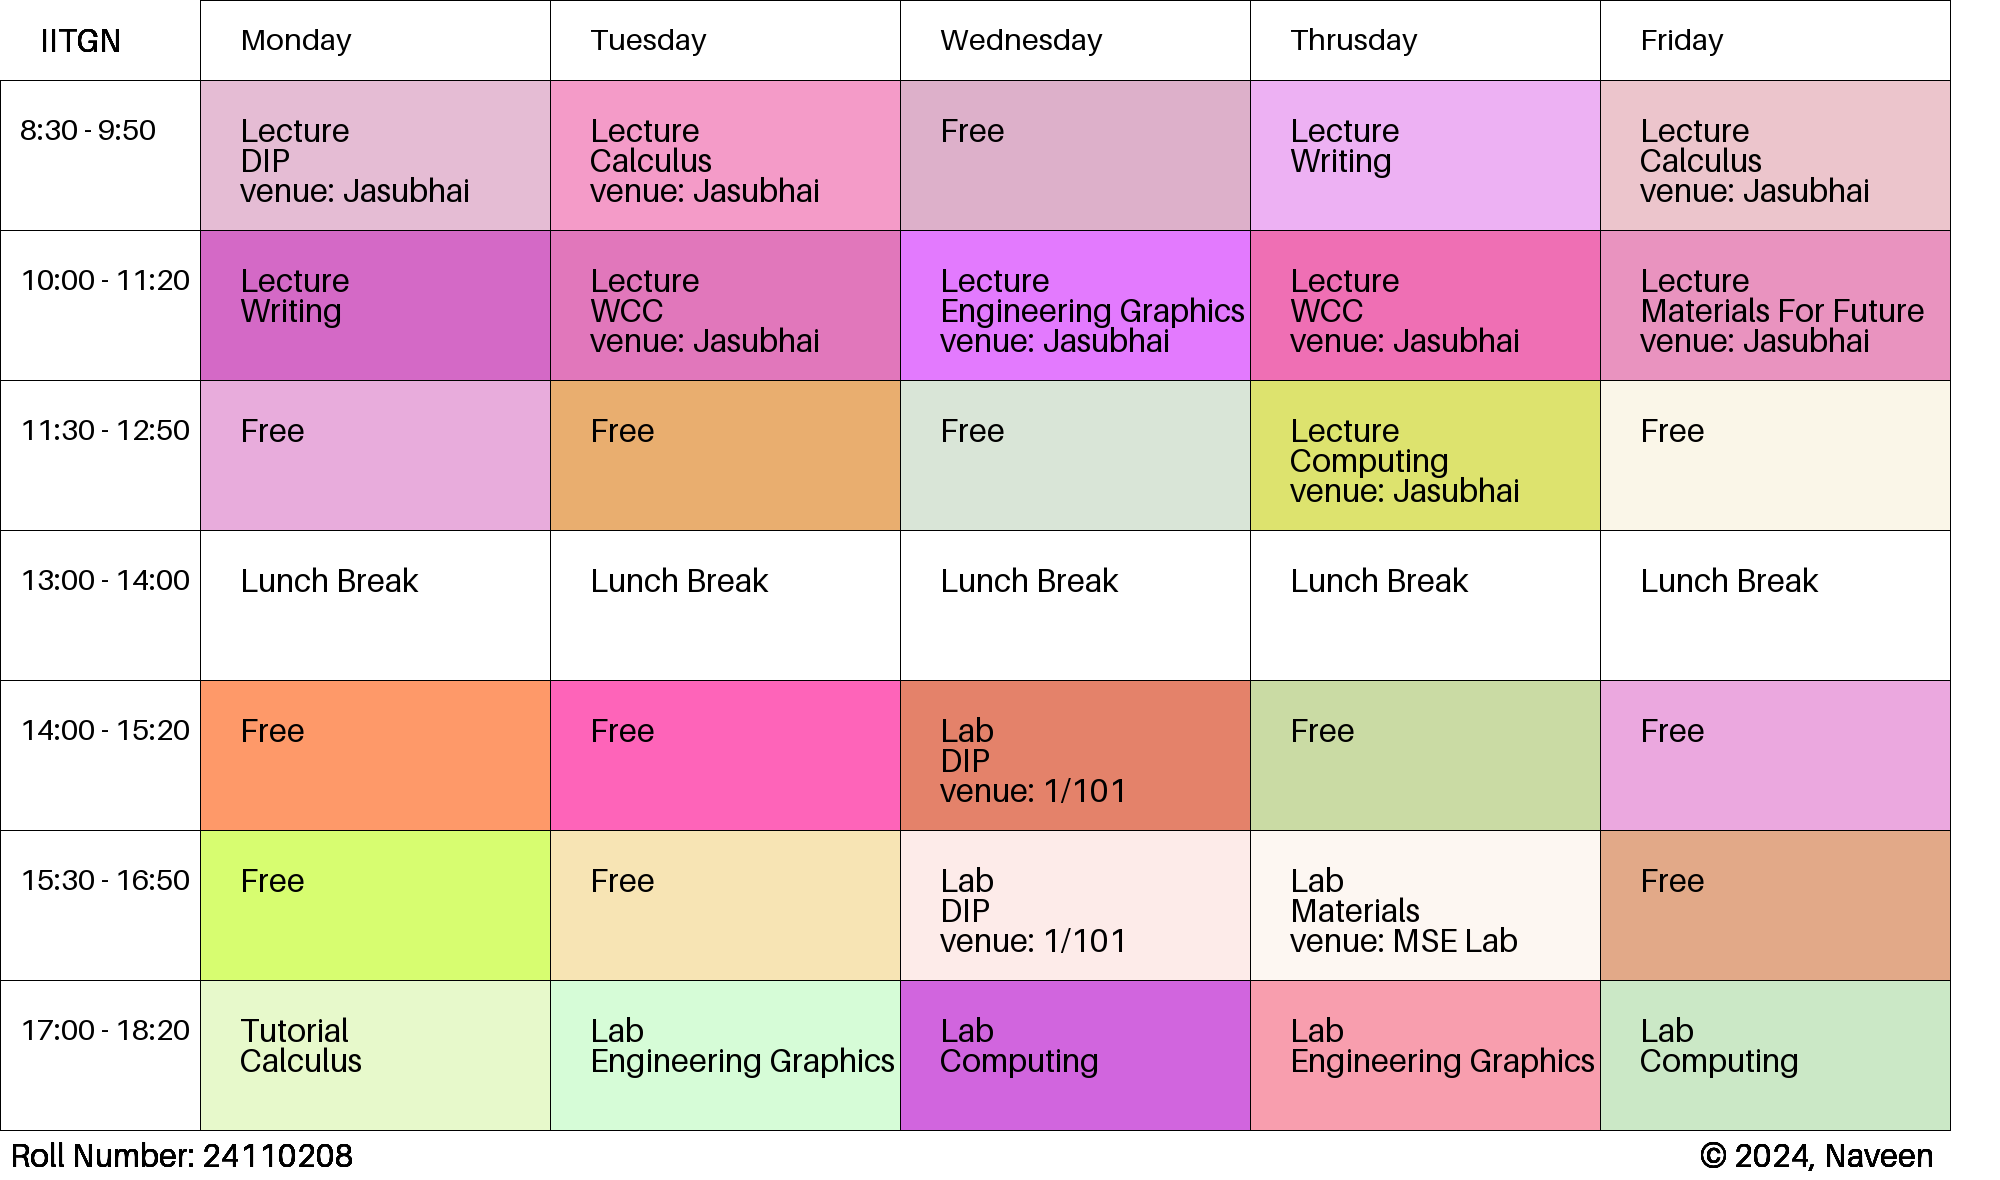 IITGN
Monday
Tuesday
Wednesday
Thrusday
Friday
8:30 - 9:50
Lecture
DIP
venue: Jasubhai
Lecture
Calculus
venue: Jasubhai
Free
Lecture
Writing
Lecture
Calculus
venue: Jasubhai
10:00 - 11:20
Lecture
Writing
Lecture
WCC
venue: Jasubhai
Lecture
Engineering Graphics
venue: Jasubhai
Lecture
WCC
venue: Jasubhai
Lecture
Materials For Future
venue: Jasubhai
11:30 - 12:50
Free
Free
Free
Lecture
Computing
venue: Jasubhai
Free
13:00 - 14:00
Lunch Break
Lunch Break
Lunch Break
Lunch Break
Lunch Break
14:00 - 15:20
Free
Free
Lab
DIP
venue: 1/101
Free
Free
15:30 - 16:50
Free
Free
Lab
DIP
venue: 1/101
Lab
Materials
venue: MSE Lab
Free
17:00 - 18:20
Tutorial
Calculus
Lab
Engineering Graphics
Lab
Computing
Lab
Engineering Graphics
Lab
Computing
Roll Number: 24110208
© 2024, Naveen